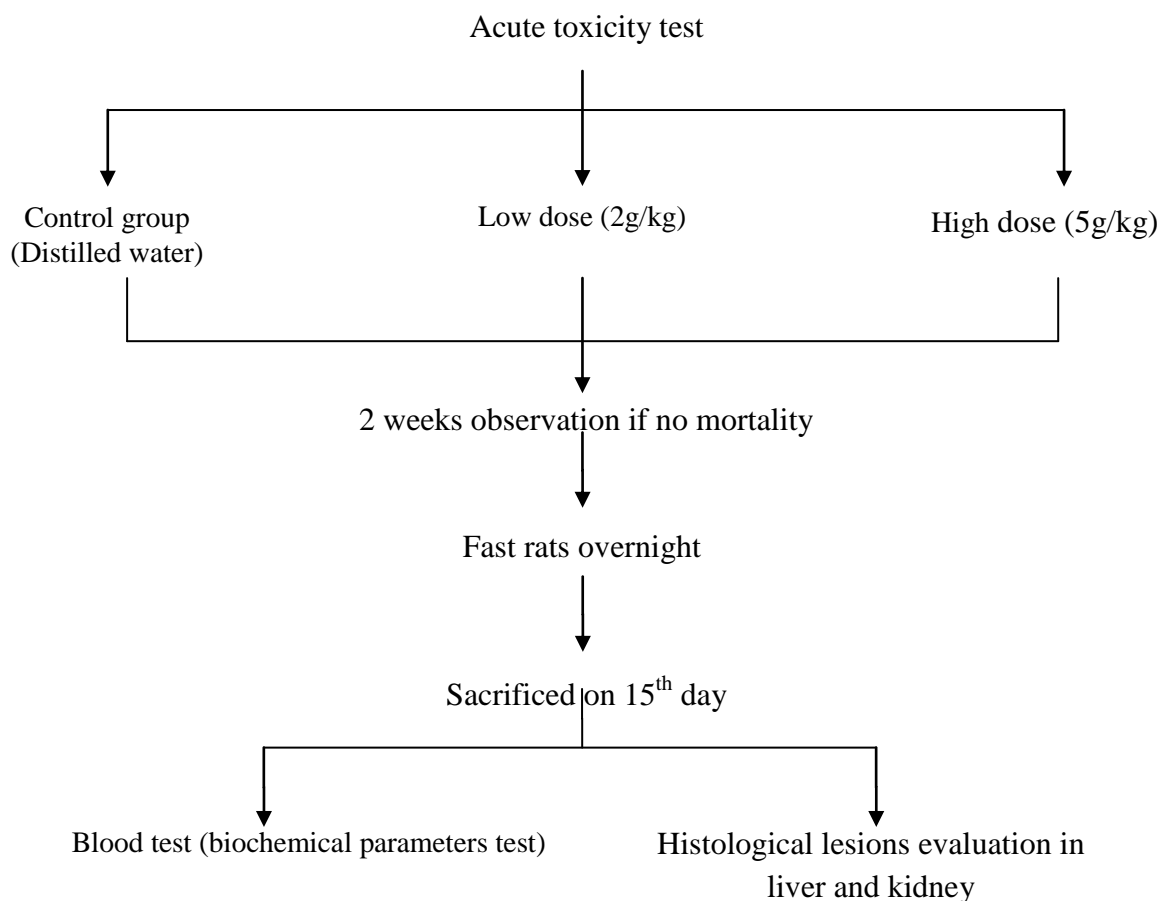 Acute toxicity test
Control group
(Distilled water)
Low dose (2g/kg)
High dose (5g/kg)
2 weeks observation if no mortality
Fast rats overnight
Sacrificed on 15th day
Blood test (biochemical parameters test)
Histological lesions evaluation in
liver and kidney